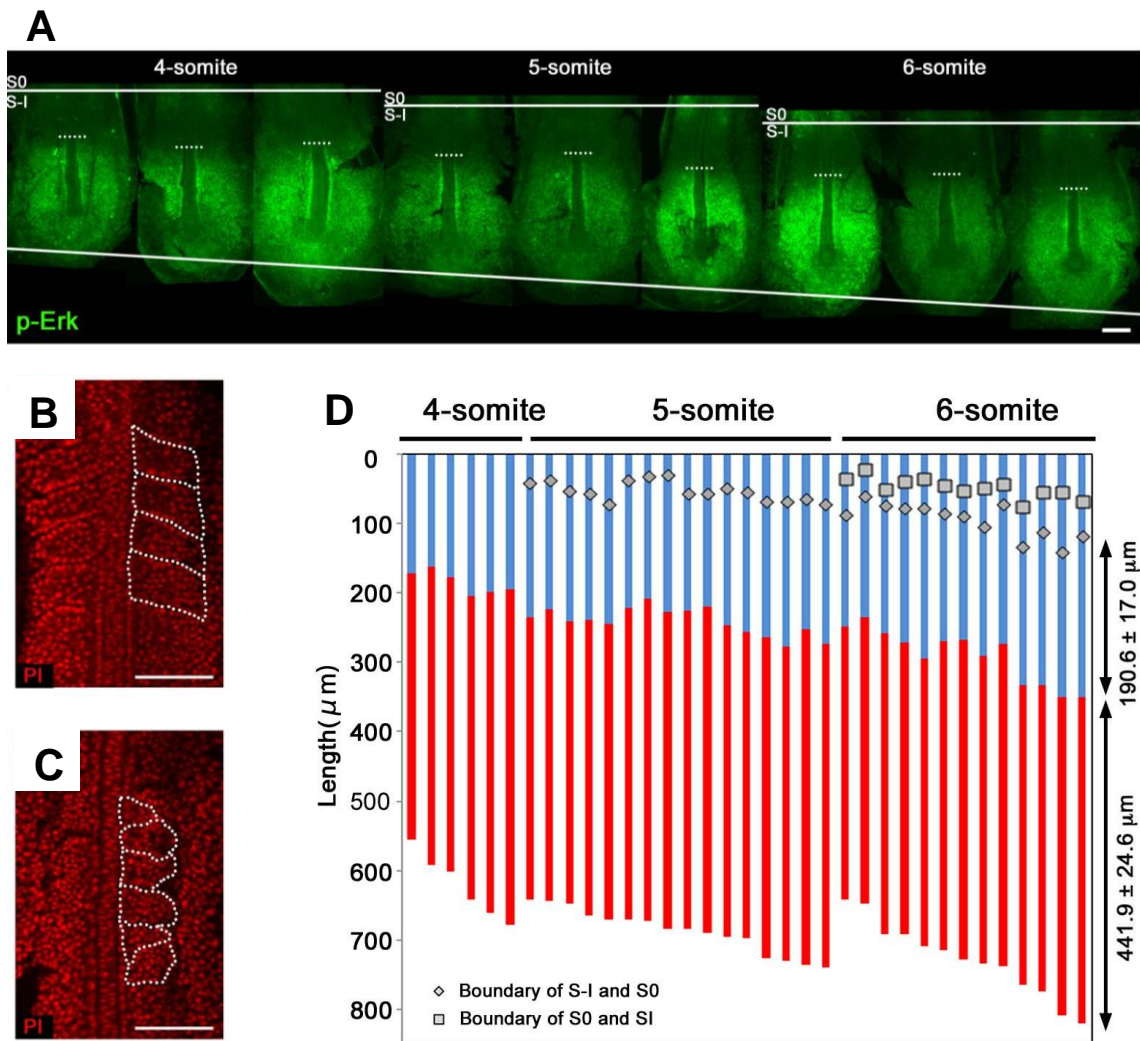 A
4-somite 5-somite 6-somite
S0
S-I
S0
S-I
S0
S-I
p-Erk
B
PI
C
PI
D
4-somite 5-somite 6-somite
0
100
200
300
400
500
600
700
800
Length(μm)
◇ Boundary of S-I and S0
□ Boundary of S0 and SI
190.6 ± 17.0 μm
441.9 ± 24.6 μm